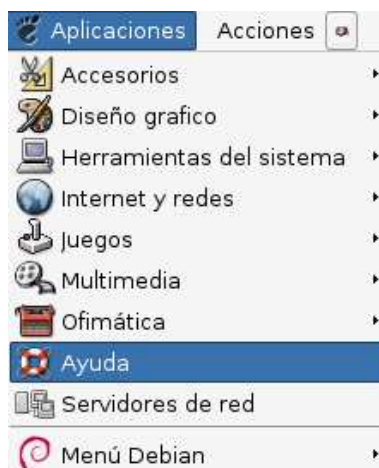 Aplicaciones Acciones
Accesorios
Diseño grafico
Herramientas del sistema
Internet y redes
Juegos
Multimedia
Ofimática
Ayuda
Servidores de red
Menú Debian